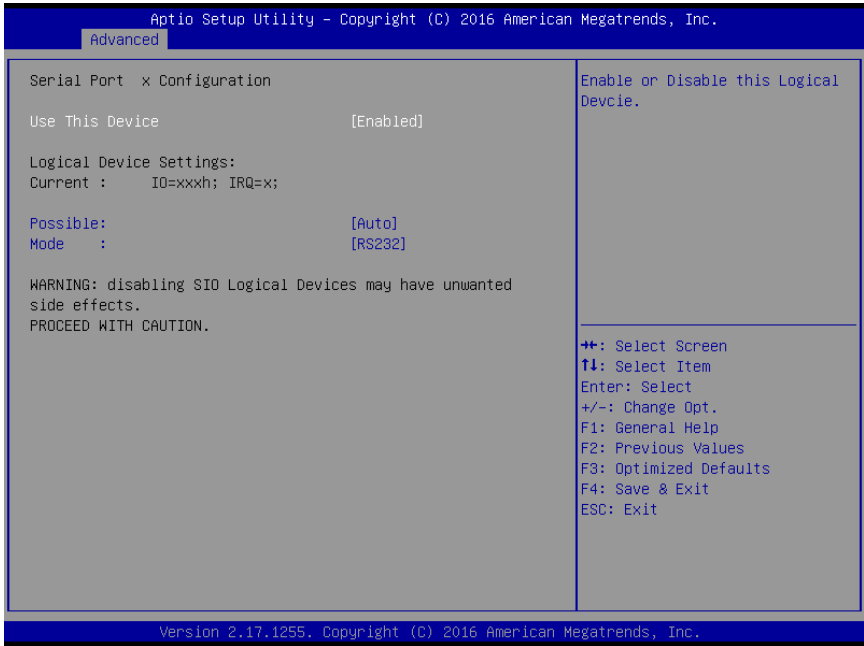 Aptio Setup Utility – Copyright (C) 2016 American Megatrends, Inc.
Advanced
Serial Port x Configuration
Use This Device [Enabled]
Logical Device Settings:
Current : IO=xxxh; IRQ=x;
Possible: [Auto]
Mode : [RS232]
WARNING: disabling SIO Logical Devices may have unwanted
side effects.
PROCEED WITH CAUTION.
Enable or Disable this Logical
Devcie.
→←: Select Screen
↑↓: Select Item
Enter: Select
+/-: Change Opt.
F1: General Help
F2: Previous Values
F3: Optimized Defaults
F4: Save & Exit
ESC: Exit
Version 2.17.1255. Copyright (C) 2016 American Megatrends, Inc.